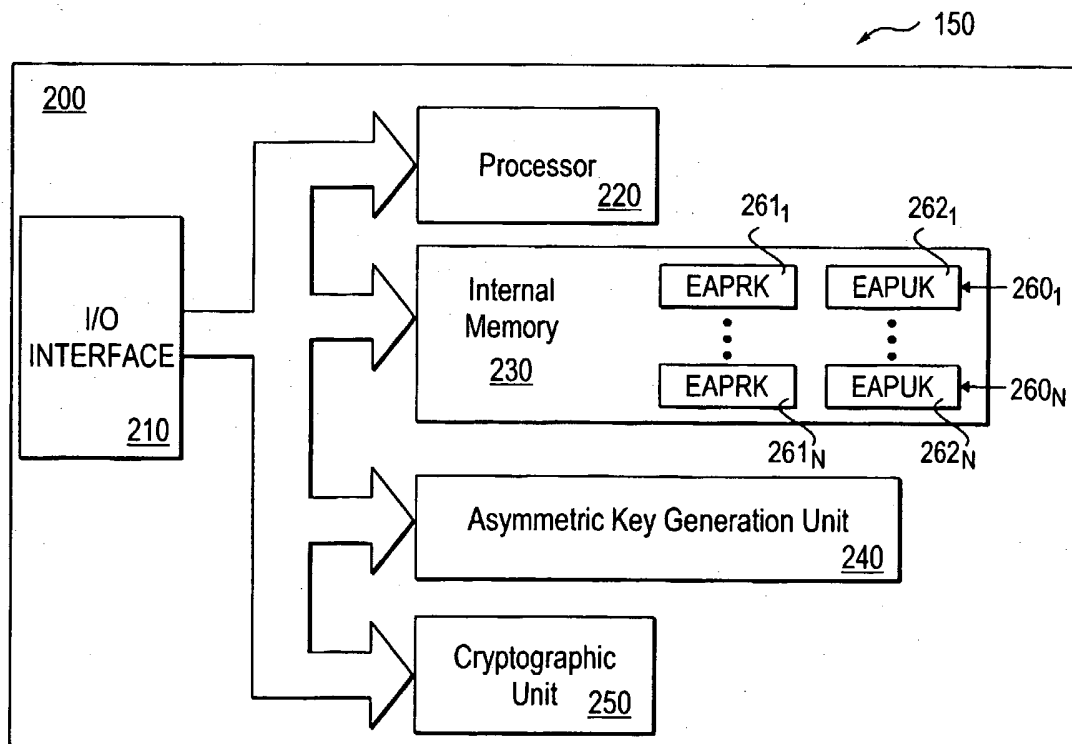 150
200
Processor
220
261₁
262₁
I/O
INTERFACE
210
Internal
Memory
230
EAPRK
EAPUK
260₁
EAPRK
EAPUK
260N
261N
262N
Asymmetric Key Generation Unit
240
Cryptographic
Unit
250